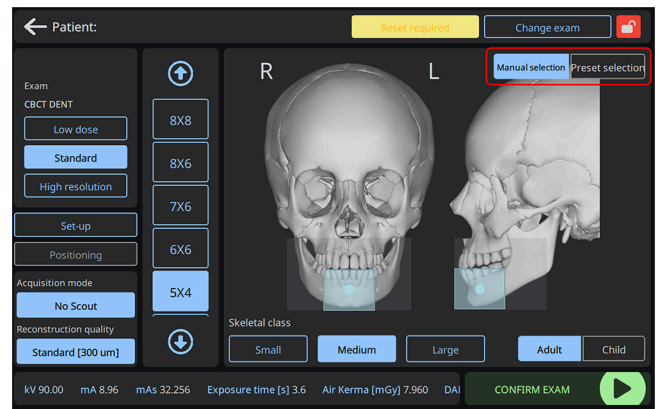 Patient:
Reset required
Change exam
Exam
CBCT DENT
Low dose
Standard
High resolution
Set-up
Positioning
Acquisition mode
No Scout
Reconstruction quality
Standard [300 um]
8X8
8X6
7X6
6X6
5X4
R
L
Manual selection
Preset selection
Skeletal class
Small
Medium
Large
Adult
Child
kV 90.00 mA 8.96 mAs 32.256 Exposure time [s] 3.6 Air Kerma [mGy] 7.960 DA
CONFIRM EXAM